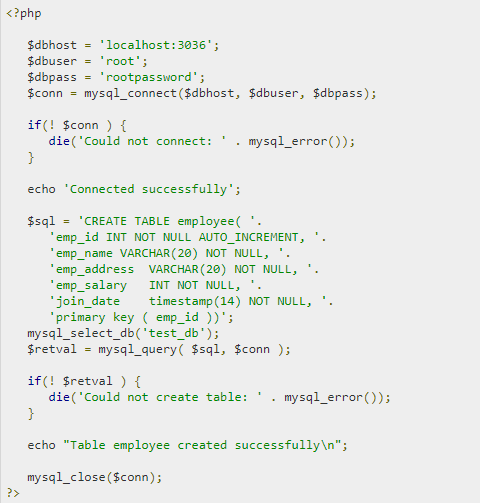 <?php
$dbhost = 'localhost:3036';
$dbuser = 'root';
$dbpass = 'rootpassword';
$conn = mysql_connect($dbhost, $dbuser, $dbpass);
if(! $conn ) {
die('Could not connect: ' . mysql_error());
}
echo 'Connected successfully';
$sql = 'CREATE TABLE employee( '.
'emp_id INT NOT NULL AUTO_INCREMENT, '.
'emp_name VARCHAR(20) NOT NULL, '.
'emp_address  VARCHAR(20) NOT NULL, '.
'emp_salary   INT NOT NULL, '.
'join_date    timestamp(14) NOT NULL, '.
'primary key ( emp_id ))';
mysql_select_db('test_db');
$retval = mysql_query( $sql, $conn );
if(! $retval ) {
die('Could not create table: ' . mysql_error());
}
echo "Table employee created successfully\n";
mysql_close($conn);
?>